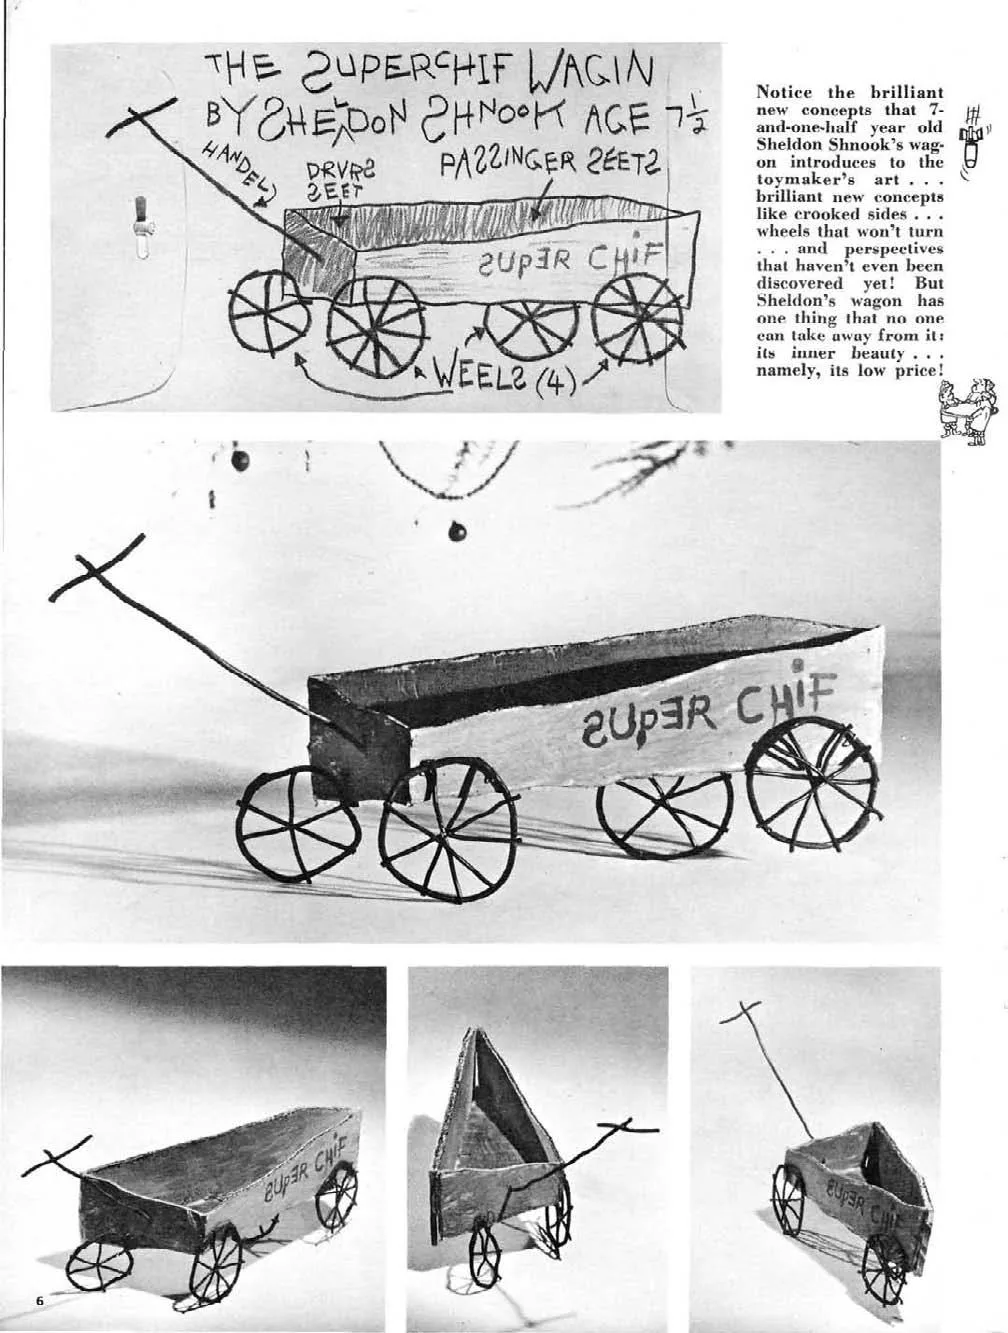 THE SUPERCHIF WAGIN
BY SHELDON SHNOOK AGE 7 1/2
HANDEL
DRVRS
SEET
PASSINGER SEETS
SUPER CHiF
WEELS (4)
Notice the brilliant
new concepts that 7-
and-one-half year old
Sheldon Shnook's wag-
on introduces to the
toymaker's art . . .
brilliant new concepts
like crooked sides . . .
wheels that won't turn
. . . and perspectives
that haven't even been
discovered yet! But
Sheldon's wagon has
one thing that no one
can take away from it:
its inner beauty . . .
namely, its low price!
SUpER CHiF
SUpER CHiF
SUpER CHiF
6